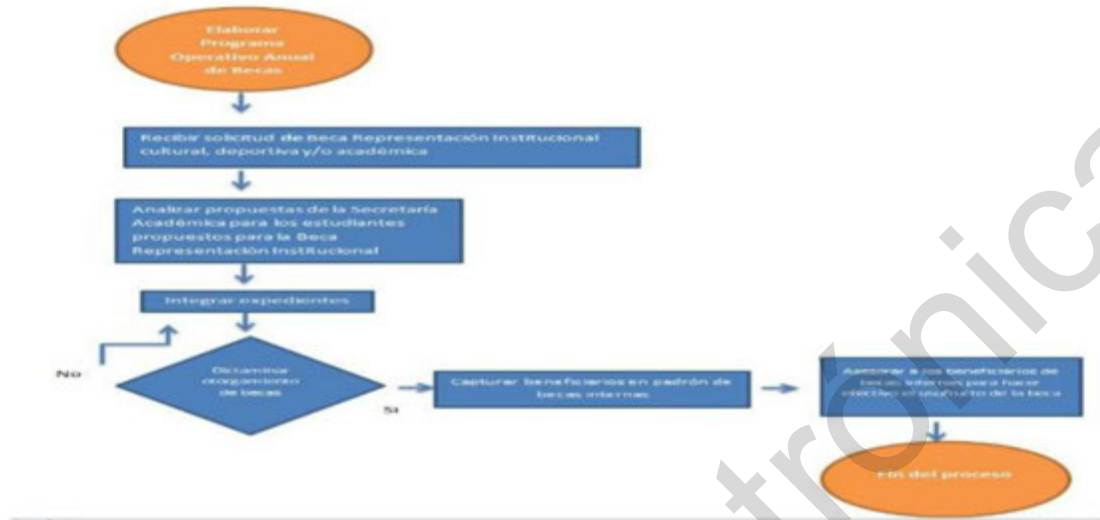 Elaborar
Programa
Operativo Anual
de Becas
Recibir solicitud de Beca Representación Institucional
cultural, deportiva y/o académica
Analizar propuestas de la Secretaría
Académica para los estudiantes
propuestos para la Beca
Representación Institucional
Integrar expedientes
No
Dictaminar
otorgamiento
de becas
Si
Capturar beneficiarios en padrón de
becas internas
Asesorar a los beneficiarios de
becas internas para hacer
efectivo el usufructo de la beca
Fin del proceso
trónica